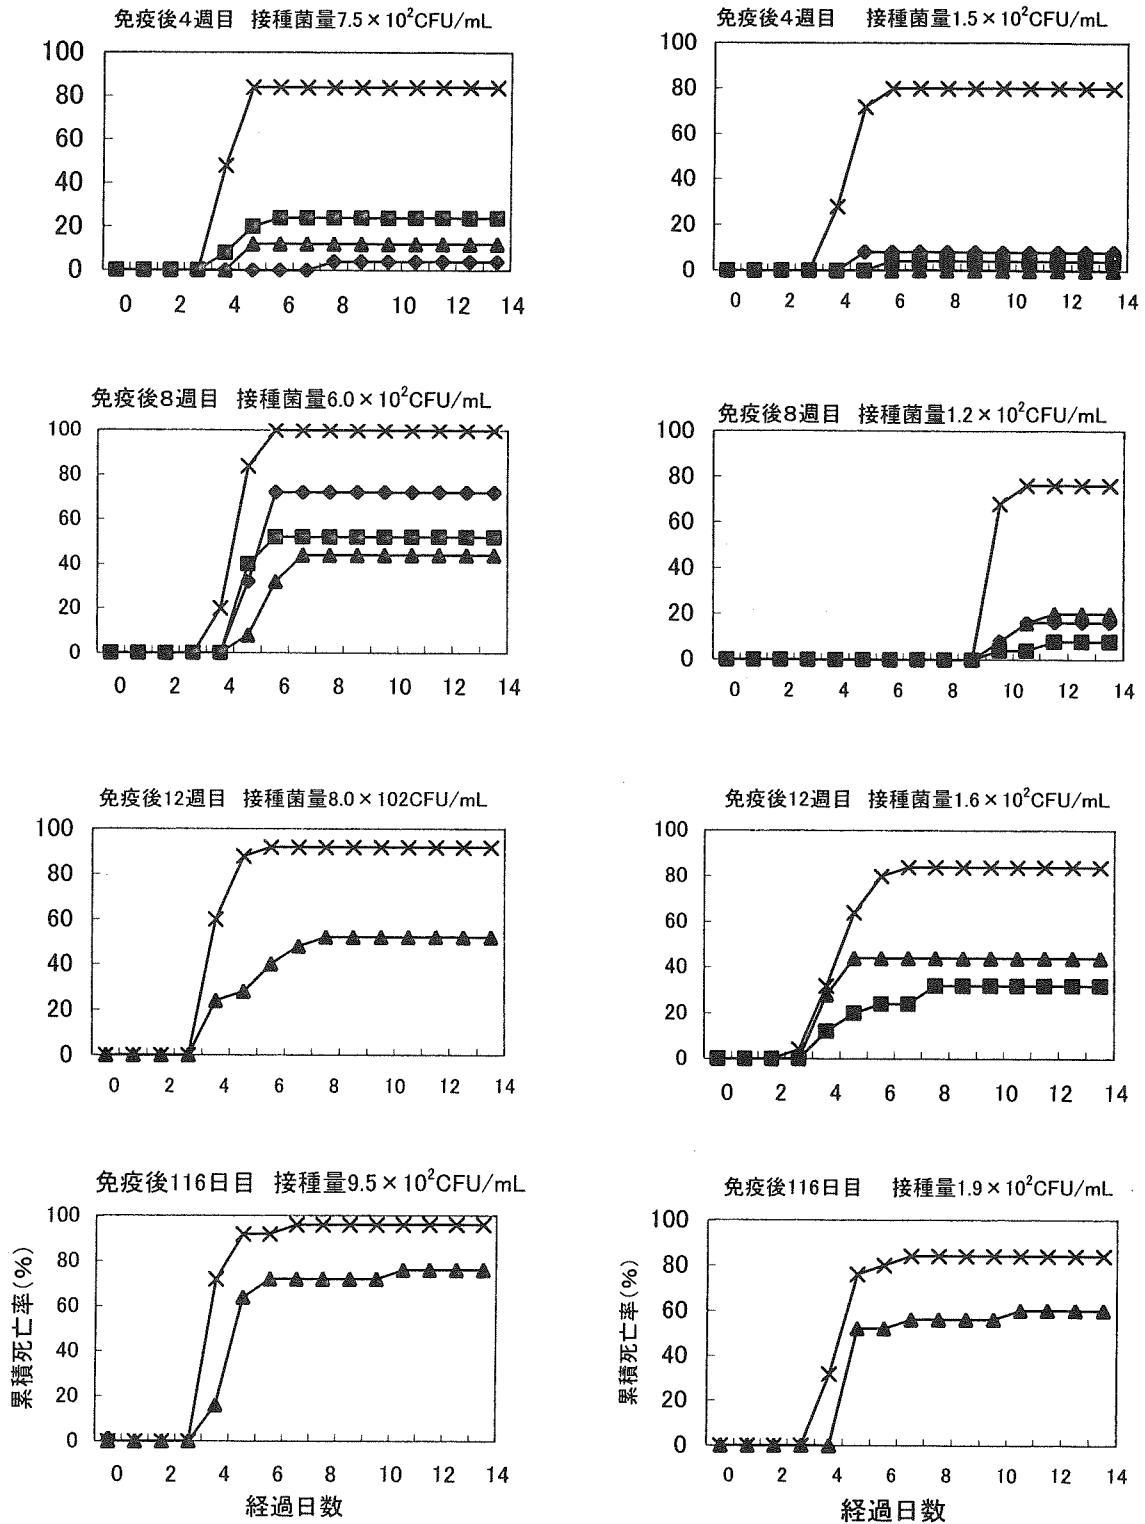 免疫後4週目 接種菌量7.5×10²CFU/mL
100
80
60
40
20
0
0 2 4 6 8 10 12 14
免疫後4週目 接種菌量1.5×10²CFU/mL
100
80
60
40
20
0
0 2 4 6 8 10 12 14
免疫後8週目 接種菌量6.0×10²CFU/mL
100
80
60
40
20
0
0 2 4 6 8 10 12 14
免疫後8週目 接種菌量1.2×10²CFU/mL
100
80
60
40
20
0
0 2 4 6 8 10 12 14
免疫後12週目 接種菌量8.0×102CFU/mL
100
80
60
40
20
0
0 2 4 6 8 10 12 14
免疫後12週目 接種菌量1.6×10²CFU/mL
100
80
60
40
20
0
0 2 4 6 8 10 12 14
免疫後116日目 接種量9.5×10²CFU/mL
累積死亡率(%)
100
80
60
40
20
0
0 2 4 6 8 10 12 14
経過日数
免疫後116日目 接種量1.9×10²CFU/mL
累積死亡率(%)
100
80
60
40
20
0
0 2 4 6 8 10 12 14
経過日数